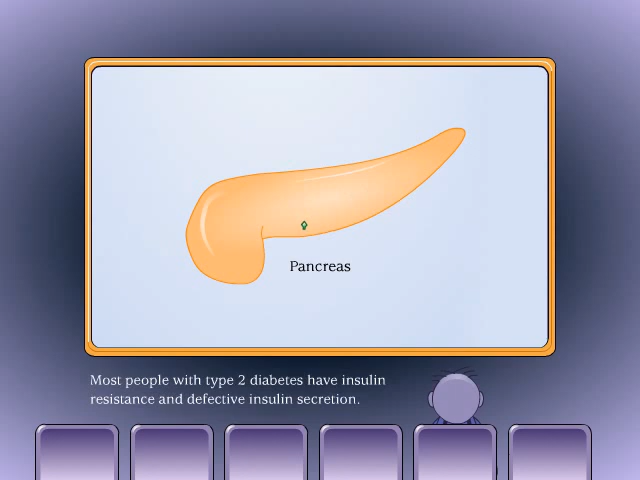 Pancreas
Most people with type 2 diabetes have insulin
resistance and defective insulin secretion.